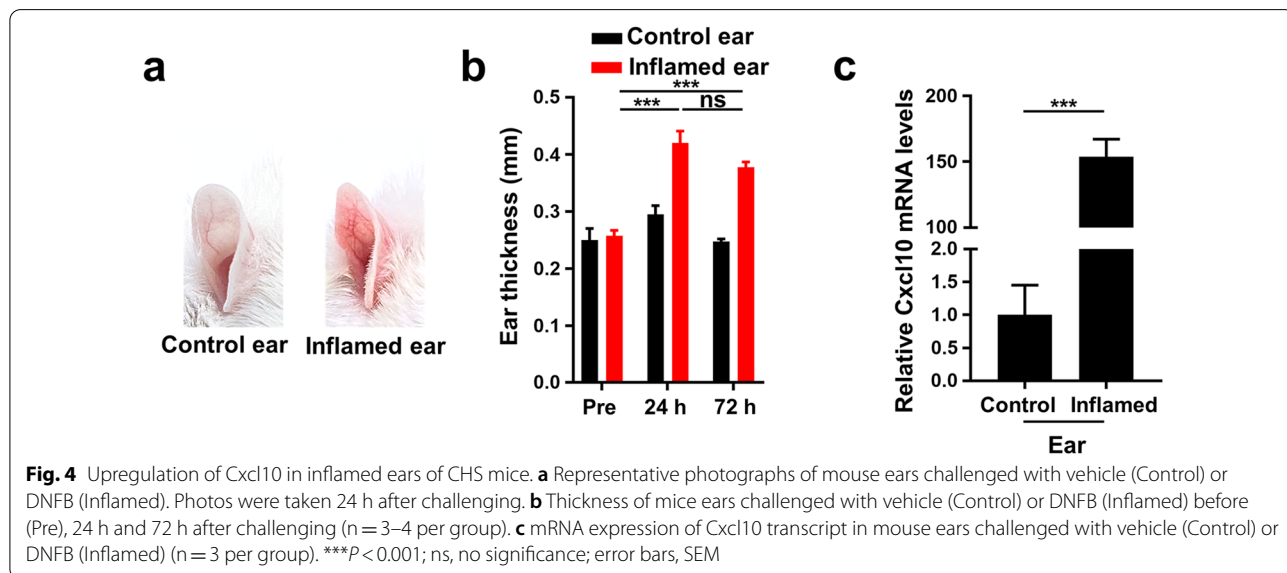 a
Control ear
Inflamed ear
b
Control ear
Inflamed ear
***
***
ns
Ear thickness (mm)
0.5
0.4
0.3
0.2
0.1
0.0
Pre
24 h
72 h
c
***
Relative Cxcl10 mRNA levels
200
150
100
2.0
1.5
1.0
0.5
0.0
Control
Inflamed
Ear
Fig. 4 Upregulation of Cxcl10 in inflamed ears of CHS mice. a Representative photographs of mouse ears challenged with vehicle (Control) or
DNFB (Inflamed). Photos were taken 24 h after challenging. b Thickness of mice ears challenged with vehicle (Control) or DNFB (Inflamed) before
(Pre), 24 h and 72 h after challenging (n = 3–4 per group). c mRNA expression of Cxcl10 transcript in mouse ears challenged with vehicle (Control) or
DNFB (Inflamed) (n = 3 per group). ***P < 0.001; ns, no significance; error bars, SEM